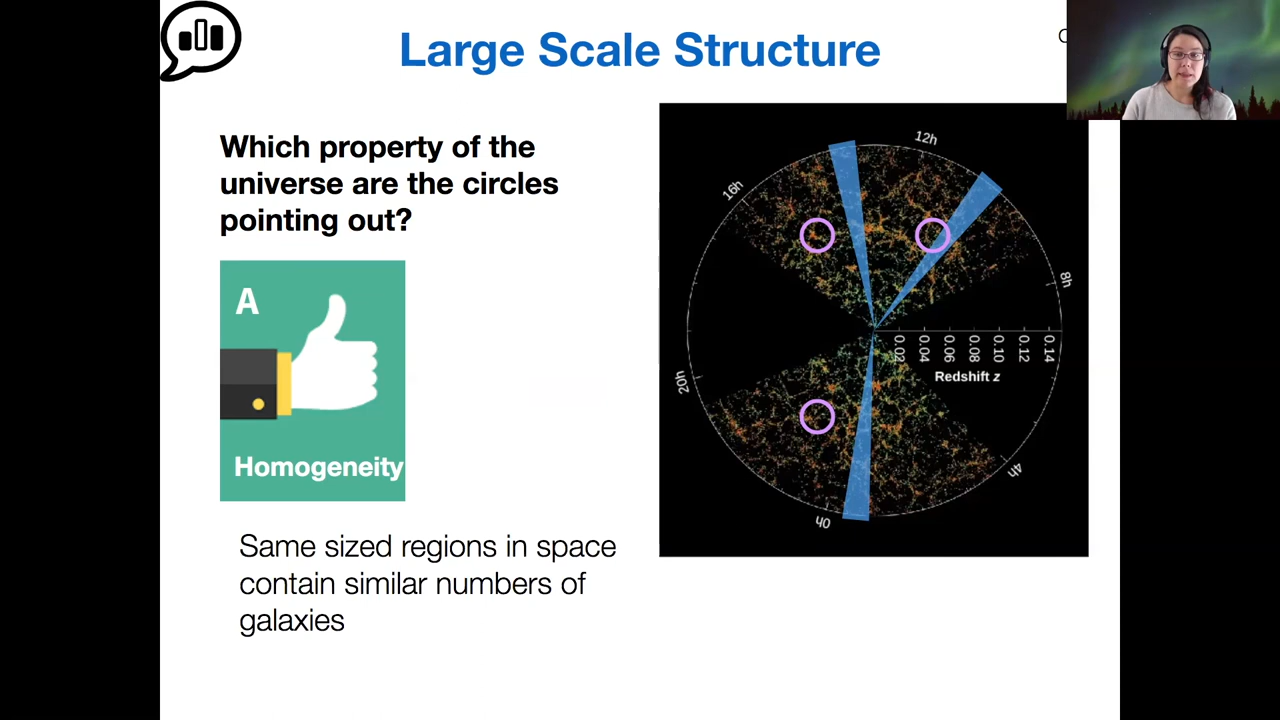 Large Scale Structure
Which property of the
universe are the circles
pointing out?
A
Homogeneity
Same sized regions in space
contain similar numbers of
galaxies
12h
16h
8h
0.02
0.04
0.06
0.08
0.10
0.12
0.14
Redshift z
20h
4h
0h